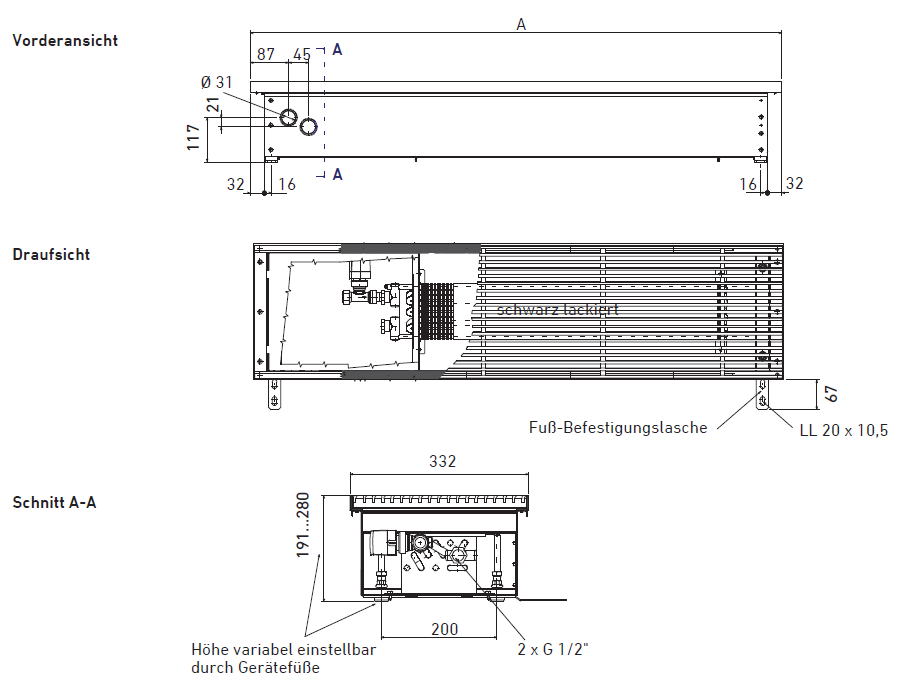 Vorderansicht
A
87
45
A
Ø 31
21
117
A
32
16
16
32
Draufsicht
schwarz lackiert
67
Fuß-Befestigungslasche
LL 20 x 10,5
332
Schnitt A-A
191...280
200
Höhe variabel einstellbar
durch Gerätefüße
2 x G 1/2"